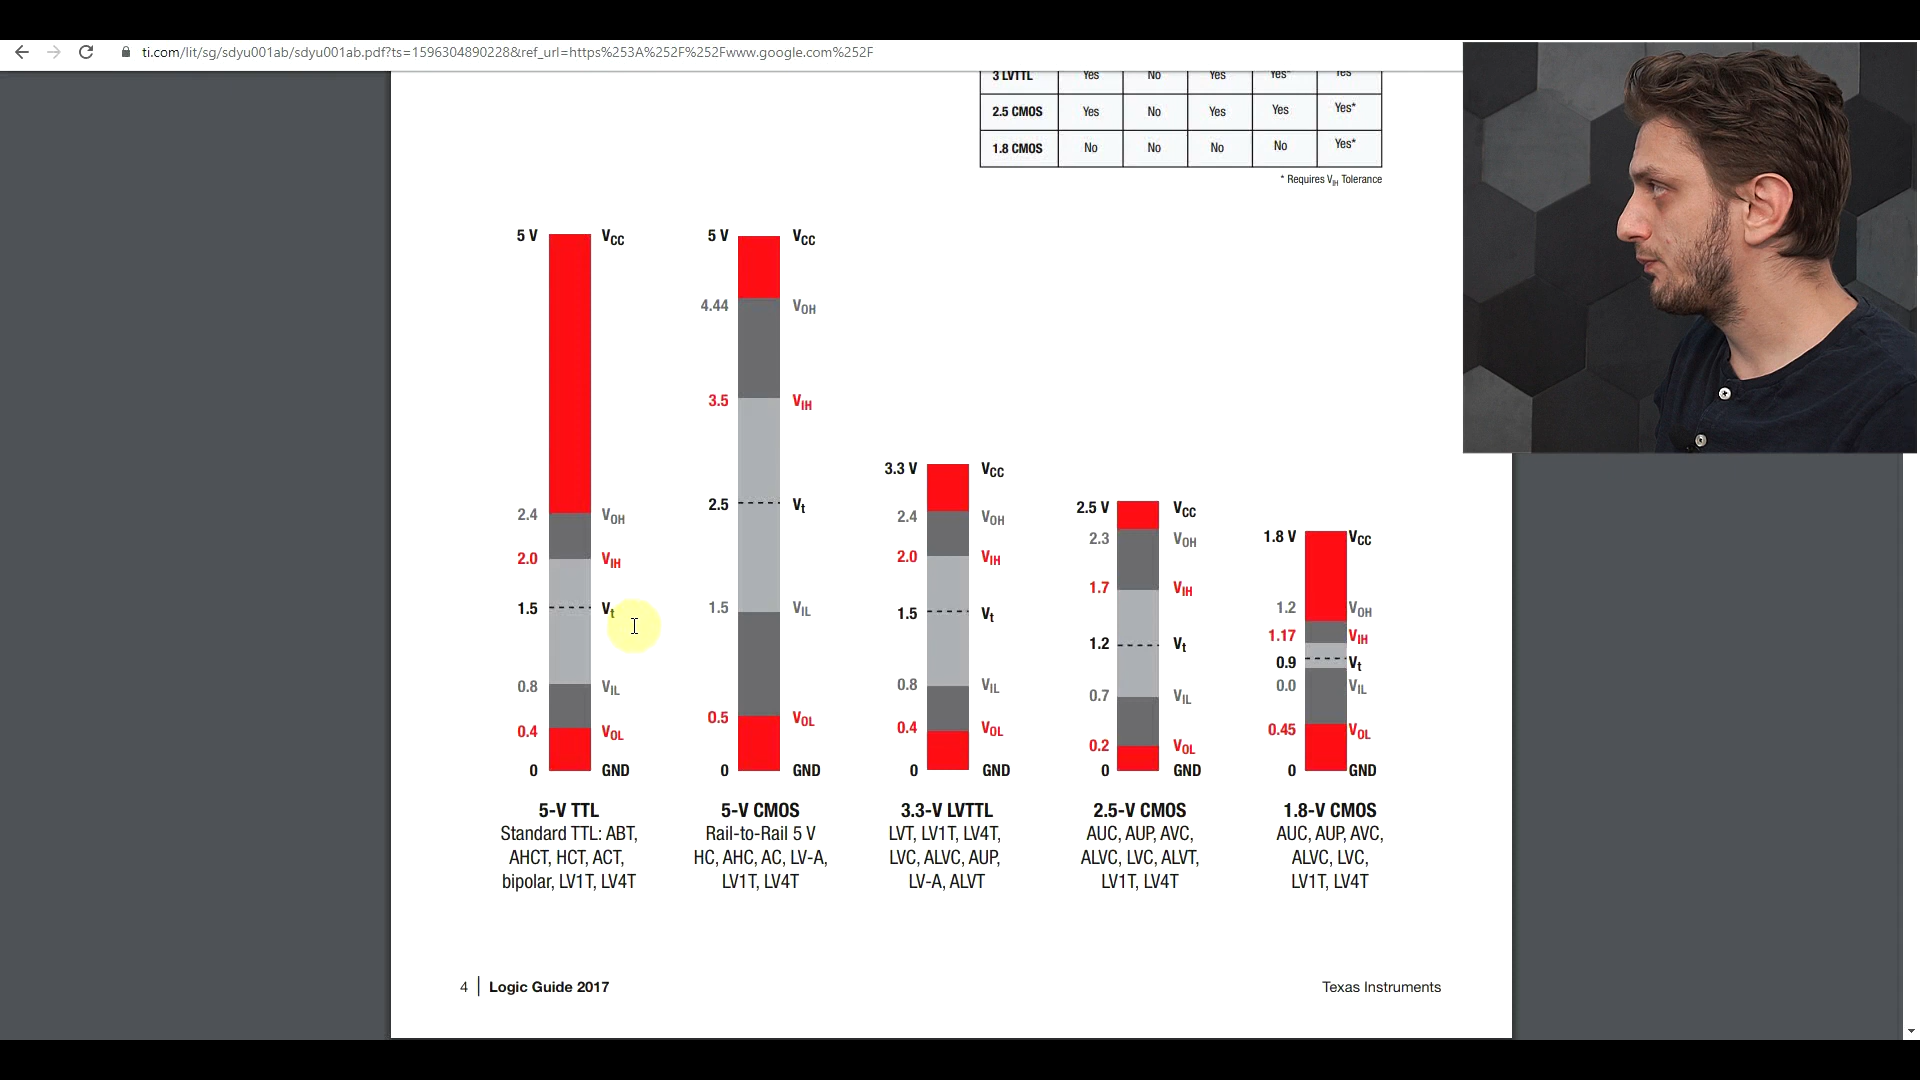 ti.com/lit/sg/sdyu001ab/sdyu001ab.pdf?ts=1596304890228&ref_url=https%253A%252F%252Fwww.google.com%252F
3 LVTTL Yes No Yes Yes* Yes
2.5 CMOS Yes No Yes Yes Yes*
1.8 CMOS No No No No Yes*
* Requires VIH Tolerance
5 V VCC
2.4 VOH
2.0 VIH
1.5 Vt
0.8 VIL
0.4 VOL
0 GND
5-V TTL
Standard TTL: ABT,
AHCT, HCT, ACT,
bipolar, LV1T, LV4T
5 V VCC
4.44 VOH
3.5 VIH
2.5 Vt
1.5 VIL
0.5 VOL
0 GND
5-V CMOS
Rail-to-Rail 5 V
HC, AHC, AC, LV-A,
LV1T, LV4T
3.3 V VCC
2.4 VOH
2.0 VIH
1.5 Vt
0.8 VIL
0.4 VOL
0 GND
3.3-V LVTTL
LVT, LV1T, LV4T,
LVC, ALVC, AUP,
LV-A, ALVT
2.5 V VCC
2.3 VOH
1.7 VIH
1.2 Vt
0.7 VIL
0.2 VOL
0 GND
2.5-V CMOS
AUC, AUP, AVC,
ALVC, LVC, ALVT,
LV1T, LV4T
1.8 V VCC
1.2 VOH
1.17 VIH
0.9 Vt
0.0 VIL
0.45 VOL
0 GND
1.8-V CMOS
AUC, AUP, AVC,
ALVC, LVC,
LV1T, LV4T
4 | Logic Guide 2017
Texas Instruments